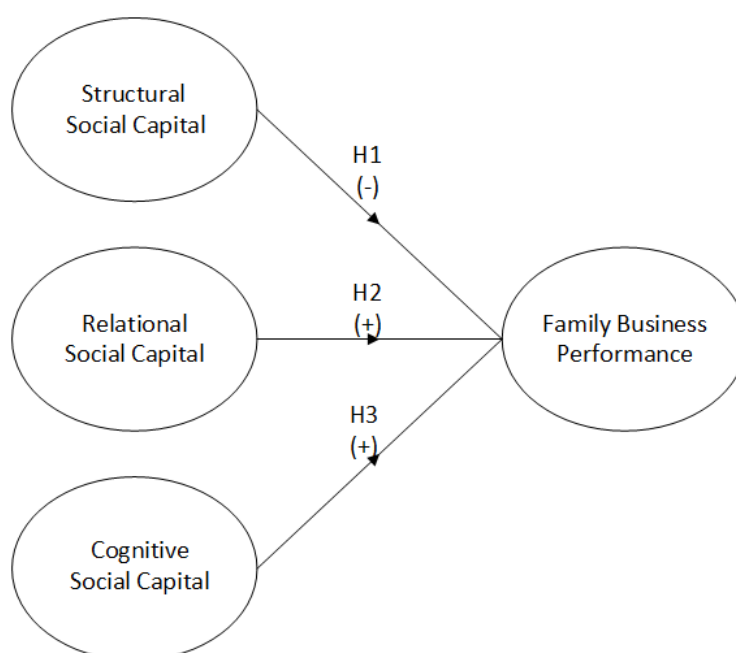 Structural
Social Capital
H1
(-)
Relational
Social Capital
H2
(+)
Family Business
Performance
H3
(+)
Cognitive
Social Capital